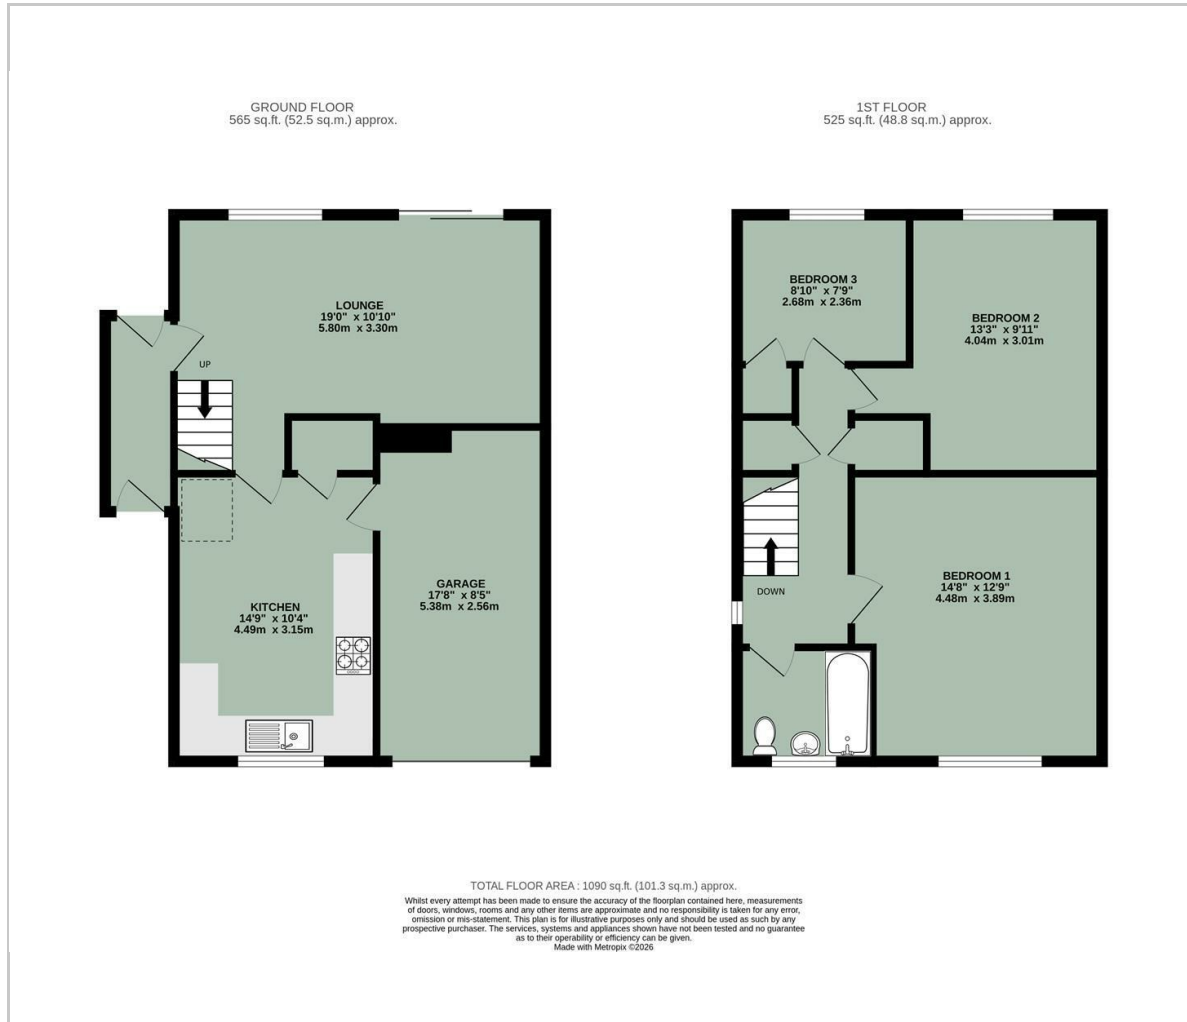 GROUND FLOOR
565 sq.ft. (52.5 sq.m.) approx.
1ST FLOOR
525 sq.ft. (48.8 sq.m.) approx.
LOUNGE
19'0" x 10'10"
5.80m x 3.30m
UP
KITCHEN
14'9" x 10'4"
4.49m x 3.15m
GARAGE
17'8" x 8'5"
5.38m x 2.56m
BEDROOM 3
8'10" x 7'9"
2.68m x 2.36m
BEDROOM 2
13'3" x 9'11"
4.04m x 3.01m
DOWN
BEDROOM 1
14'8" x 12'9"
4.48m x 3.89m
TOTAL FLOOR AREA : 1090 sq.ft. (101.3 sq.m.) approx.
Whilst every attempt has been made to ensure the accuracy of the floorplan contained here, measurements
of doors, windows, rooms and any other items are approximate and no responsibility is taken for any error,
omission or mis-statement. This plan is for illustrative purposes only and should be used as such by any
prospective purchaser. The services, systems and appliances shown have not been tested and no guarantee
as to their operability or efficiency can be given.
Made with Metropix ©2026